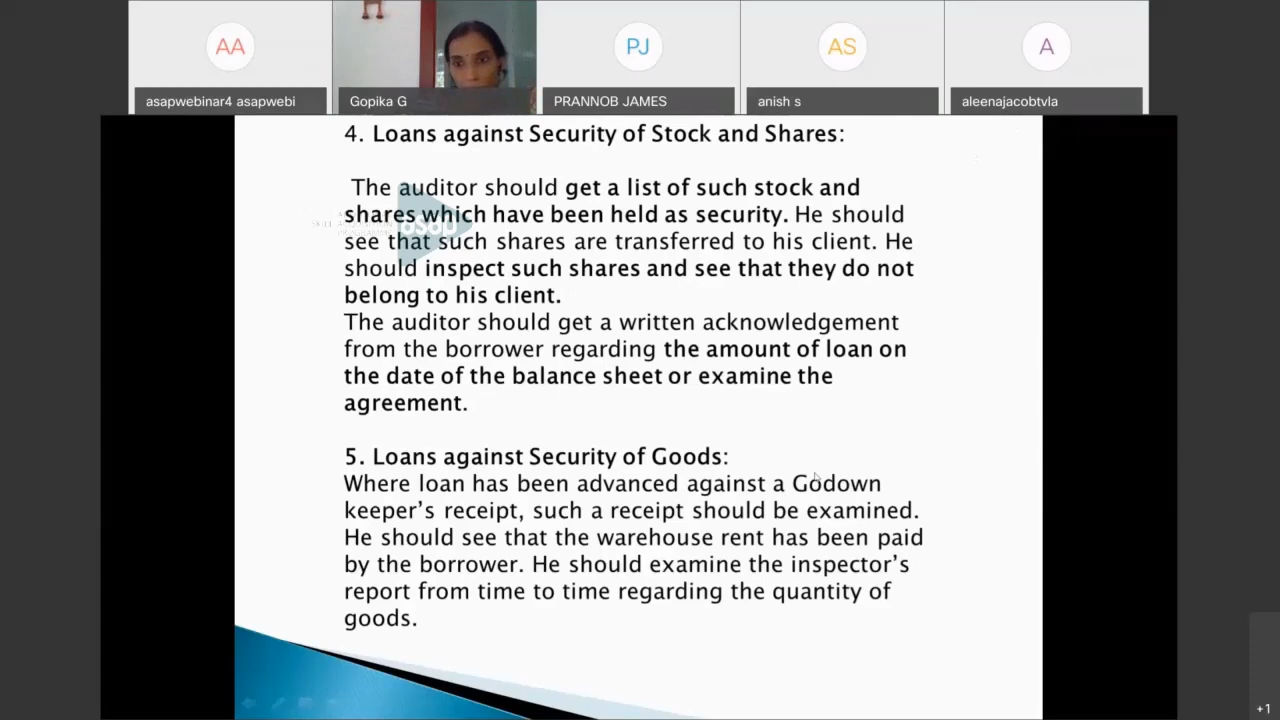 AA
PJ
AS
A
asapwebinar4 asapwebi
Gopika G
PRANNOB JAMES
anish s
aleenajacobtvla
4. Loans against Security of Stock and Shares:
The auditor should get a list of such stock and
shares which have been held as security. He should
see that such shares are transferred to his client. He
should inspect such shares and see that they do not
belong to his client.
The auditor should get a written acknowledgement
from the borrower regarding the amount of loan on
the date of the balance sheet or examine the
agreement.
5. Loans against Security of Goods:
Where loan has been advanced against a Godown
keeper’s receipt, such a receipt should be examined.
He should see that the warehouse rent has been paid
by the borrower. He should examine the inspector’s
report from time to time regarding the quantity of
goods.
+1